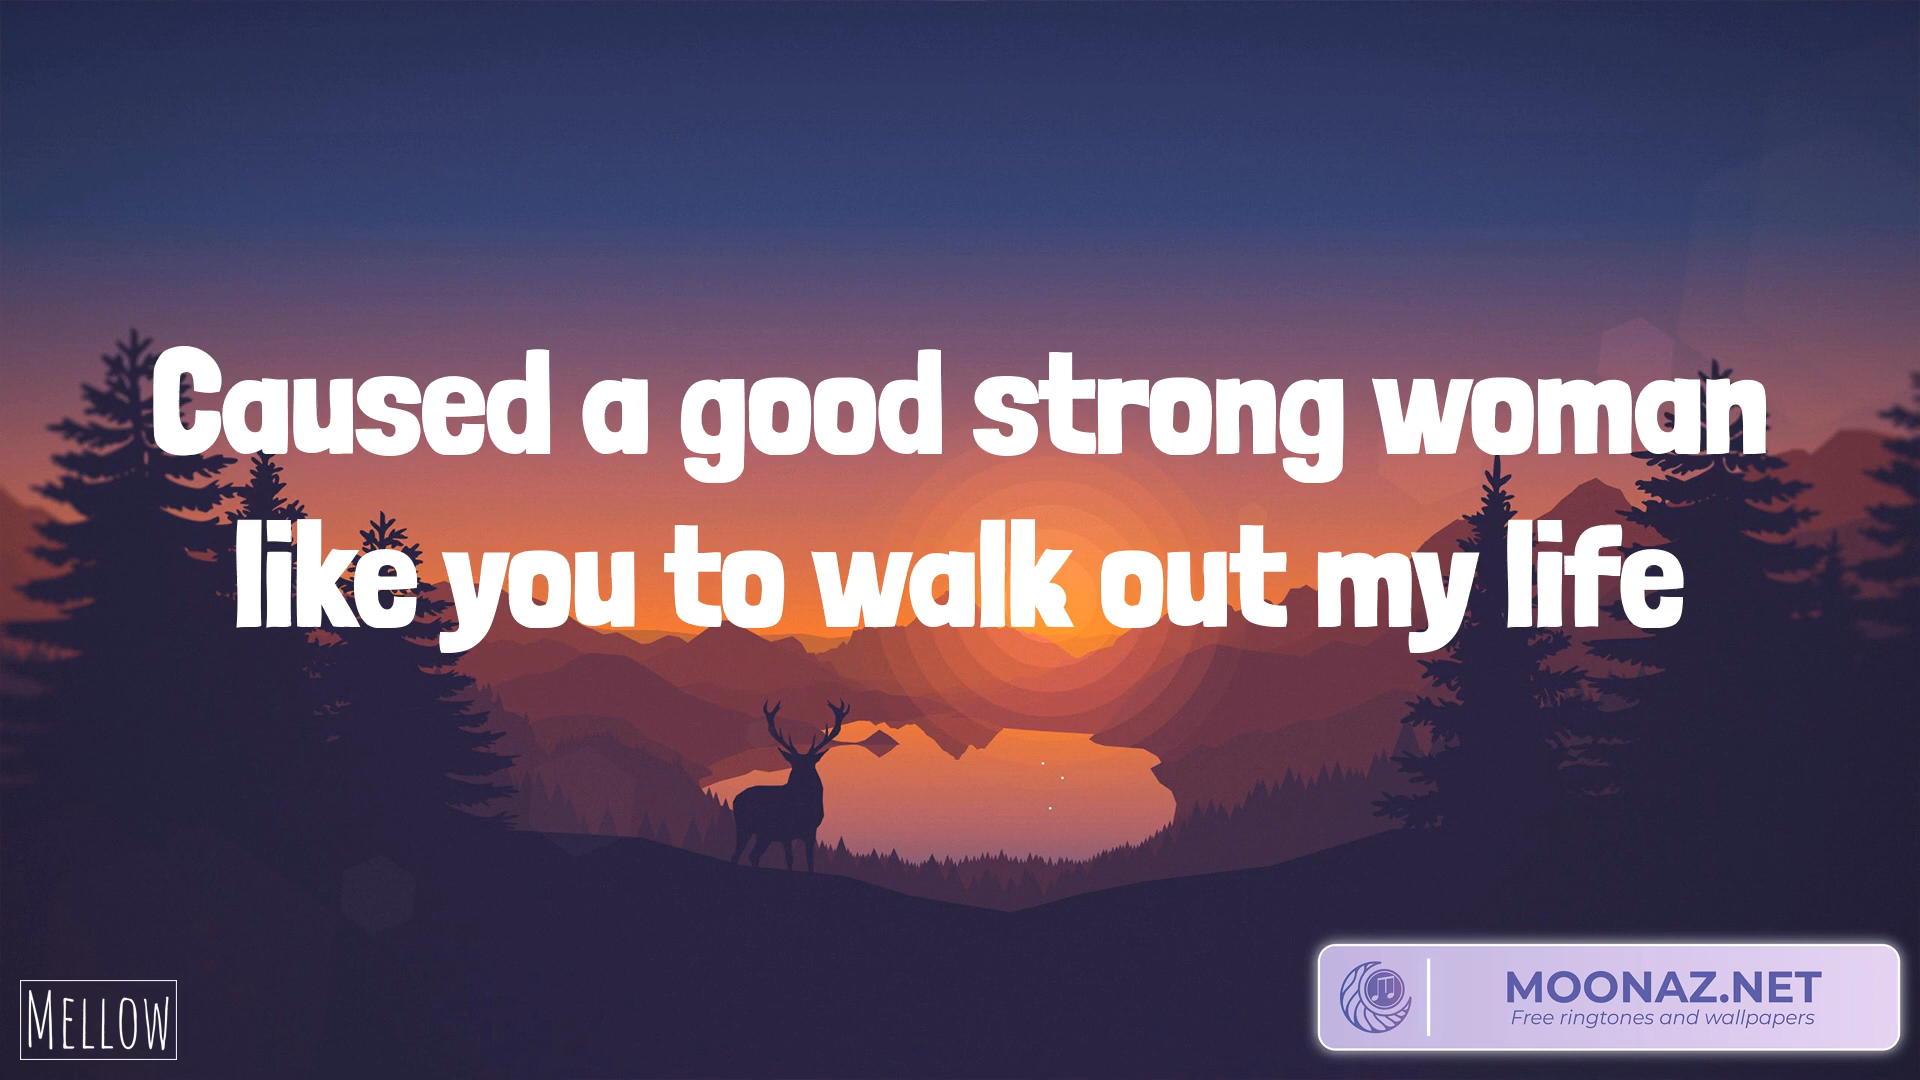 Caused a good strong woman
like you to walk out my life
MELLOW
MOONAZ.NET
Free ringtones and wallpapers